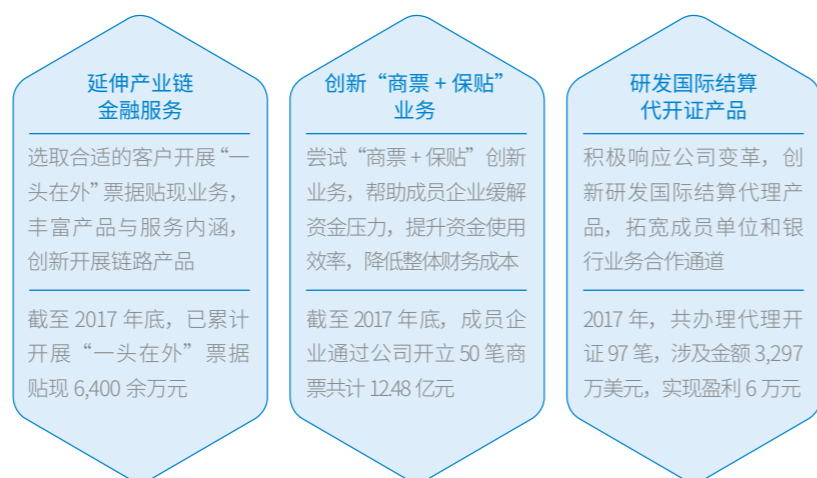 延伸产业链
金融服务
选取合适的客户开展“一
头在外”票据贴现业务，
丰富产品与服务内涵，
创新开展链路产品
截至 2017 年底，已累计
开展“一头在外”票据
贴现 6,400 余万元
创新“商票 + 保贴”
业务
尝试“商票 + 保贴”创新
业务，帮助成员企业缓解
资金压力，提升资金使用
效率，降低整体财务成本
截至 2017 年底，成员企
业通过公司开立 50 笔商
票共计 12.48 亿元
研发国际结算
代开证产品
积极响应公司变革，创
新研发国际结算代理产
品，拓宽成员单位和银
行业务合作通道
2017 年，共办理代理开
证 97 笔，涉及金额 3,297
万美元，实现盈利 6 万元